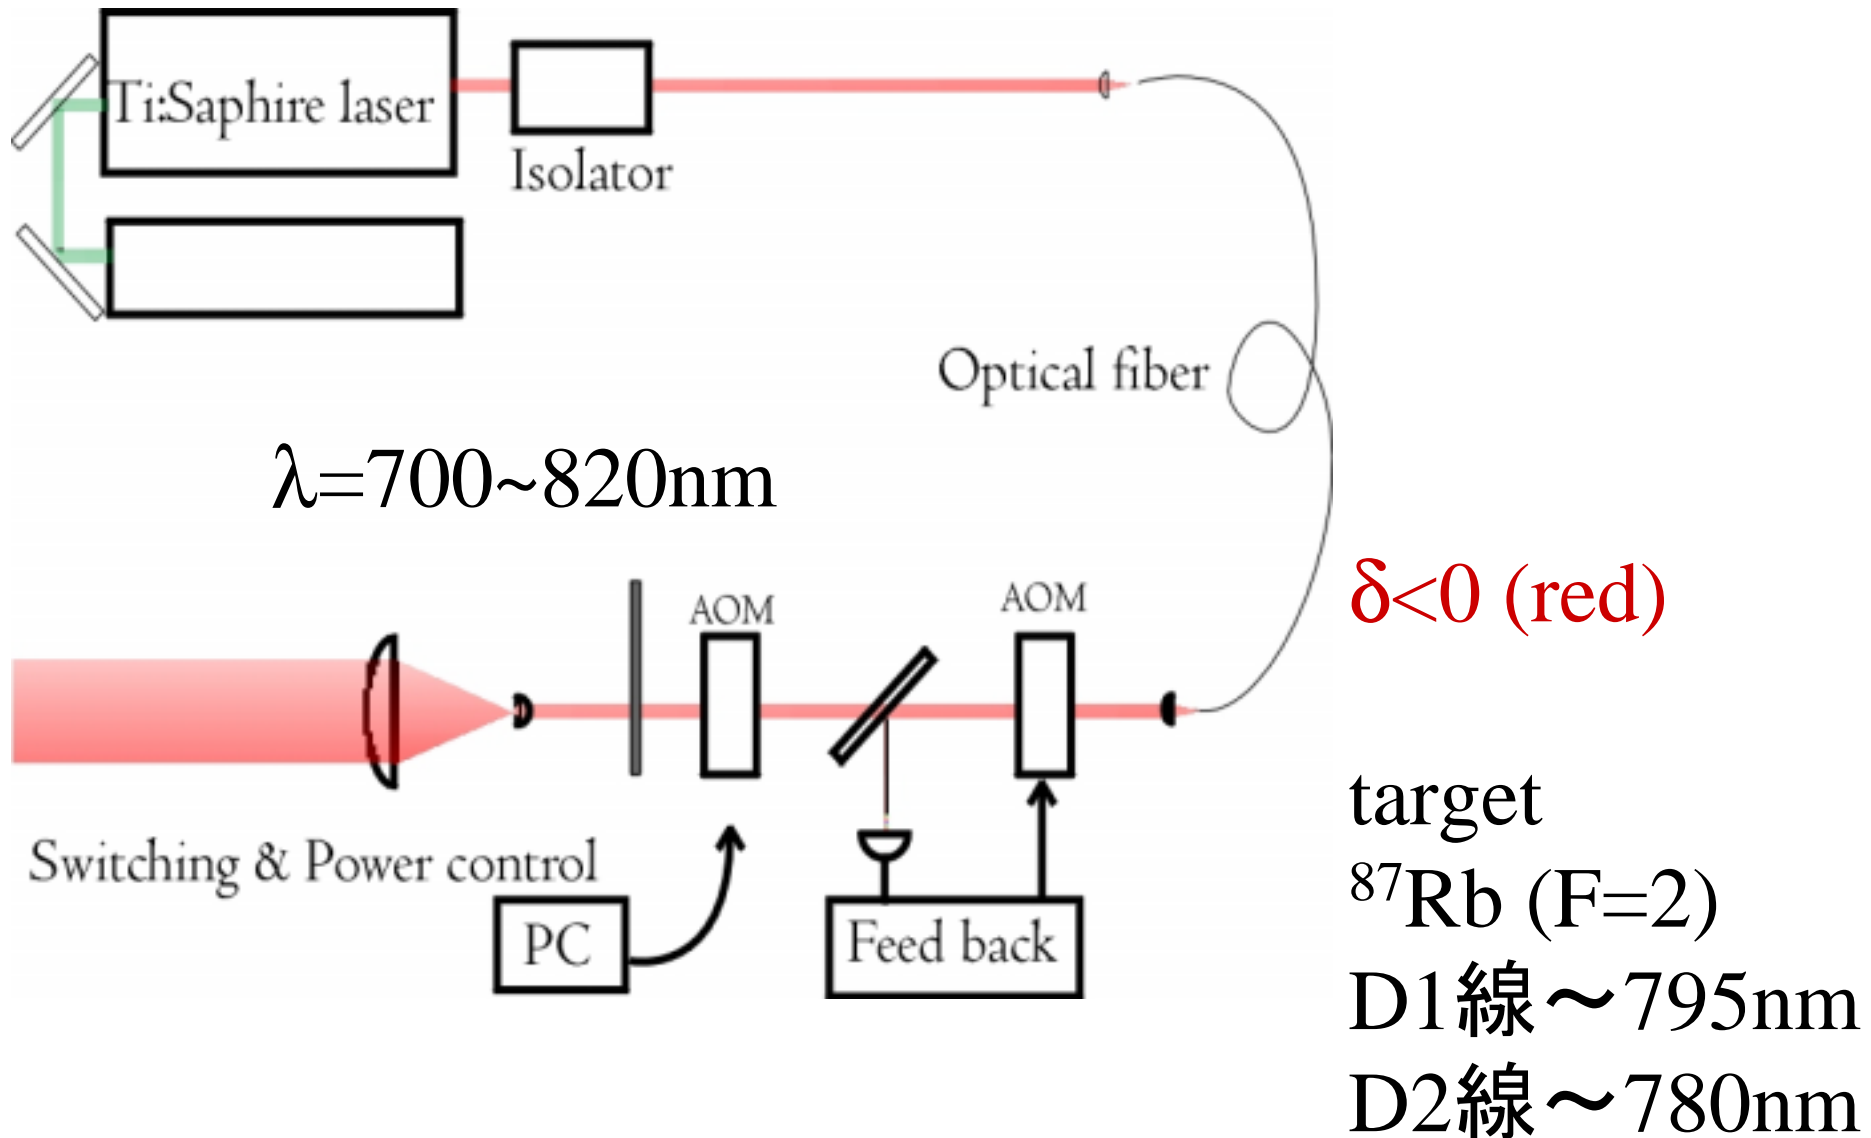 Ti:Saphire laser
Isolator
Optical fiber
λ=700~820nm
AOM
AOM
δ<0 (red)
Switching & Power control
PC
Feed back
target
⁸⁷Rb (F=2)
D1線～795nm
D2線～780nm